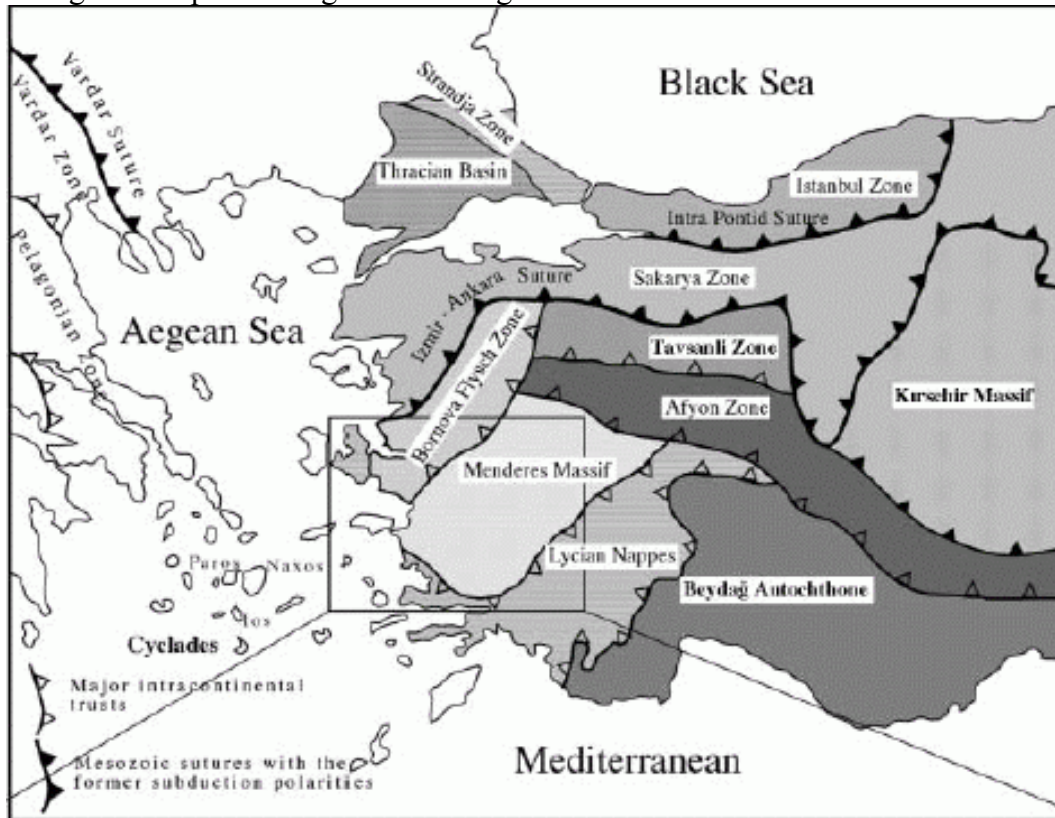 Black Sea
Strandja Zone
Vardar Suture
Vardar Zone
Thracian Basin
Istanbul Zone
Intra Pontid Suture
Pelagonian Zone
Sakarya Zone
Izmir - Ankara Suture
Aegean Sea
Tavsanli Zone
Bornova Flysch Zone
Afyon Zone
Kırsehir Massif
Menderes Massif
Lycian Nappes
Paros Naxos
Beydağ Autochthone
Ios
Cyclades
Major intracontinental
trusts
Mediterranean
Mesozoic sutures with the
former subduction polarities